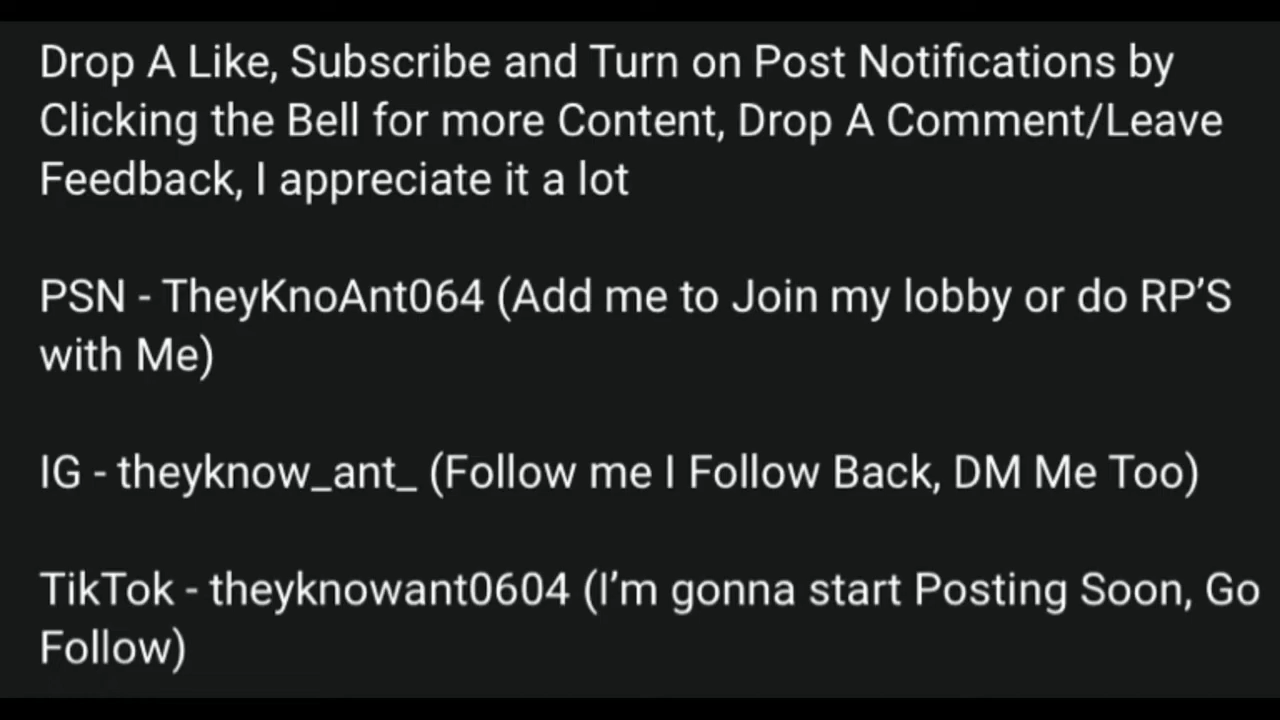 Drop A Like, Subscribe and Turn on Post Notifications by
Clicking the Bell for more Content, Drop A Comment/Leave
Feedback, I appreciate it a lot
PSN - TheyKnoAnt064 (Add me to Join my lobby or do RP’S
with Me)
IG - theyknow_ant_ (Follow me I Follow Back, DM Me Too)
TikTok - theyknowant0604 (I’m gonna start Posting Soon, Go
Follow)